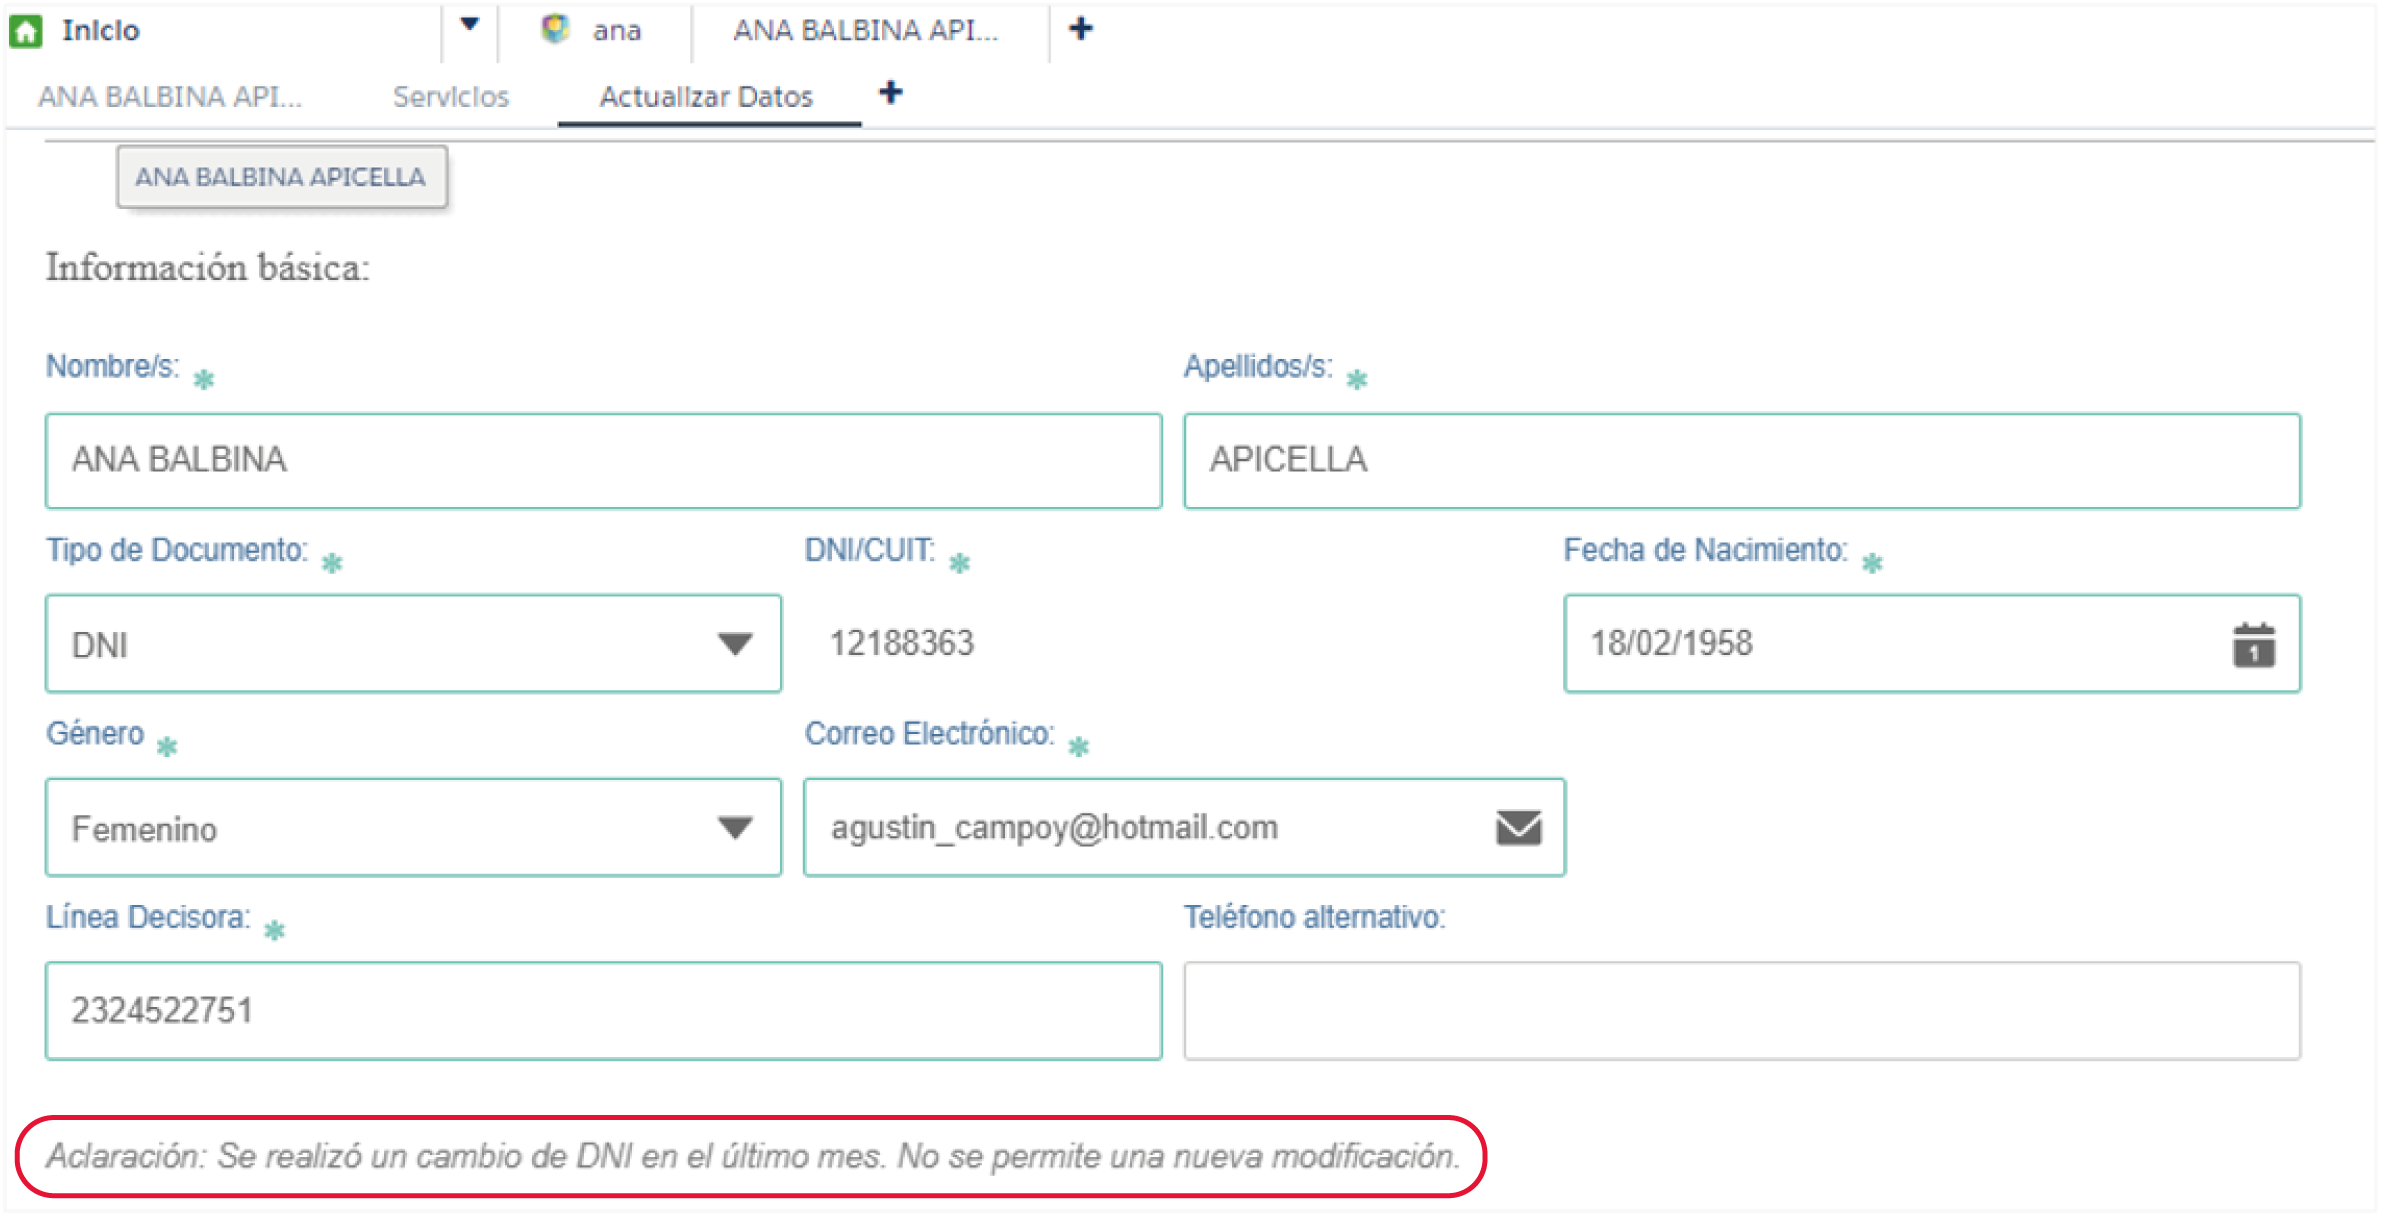 Inicio
ana
ANA BALBINA API...
ANA BALBINA API...
Servicios
Actualizar Datos
ANA BALBINA APICELLA
Información básica:
Nombre/s: *
Apellidos/s: *
ANA BALBINA
APICELLA
Tipo de Documento: *
DNI/CUIT: *
Fecha de Nacimiento: *
DNI
12188363
18/02/1958
1
Género *
Correo Electrónico: *
Femenino
agustin_campoy@hotmail.com
Línea Decisora: *
Teléfono alternativo:
2324522751
Aclaración: Se realizó un cambio de DNI en el último mes. No se permite una nueva modificación.